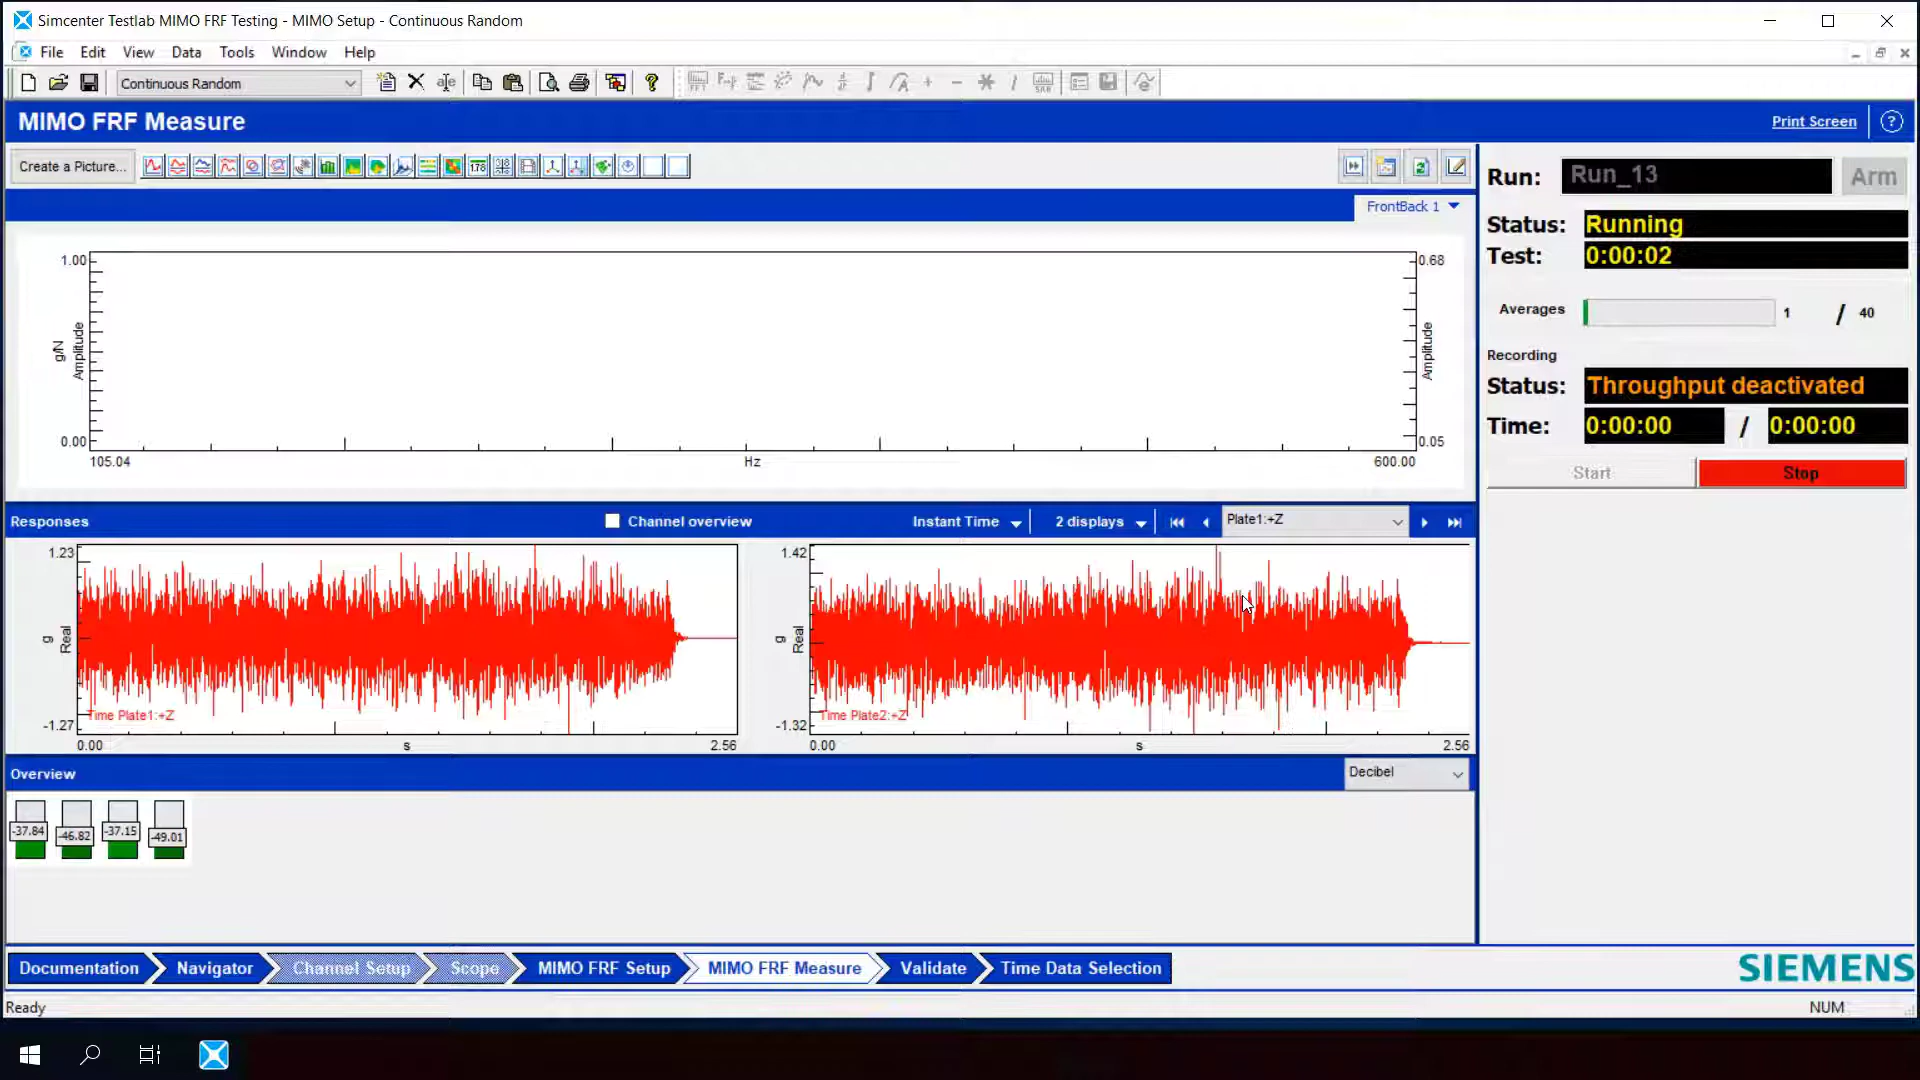 Simcenter Testlab MIMO FRF Testing - MIMO Setup - Continuous Random
File Edit View Data Tools Window Help
Continuous Random
MIMO FRF Measure
Print Screen
Create a Picture...
FrontBack 1
Run: Run_13 Arm
Status: Running
Test: 0:00:02
Averages 1 / 40
Recording
Status: Throughput deactivated
Time: 0:00:00 / 0:00:00
Start Stop
1.00
0.68
g/N
Amplitude
Amplitude
0.00
0.05
105.04 Hz 600.00
Responses Channel overview Instant Time 2 displays Plate1:+Z
1.23
g
Real
-1.27
Time Plate1:+Z
0.00 s 2.56
1.42
g
Real
-1.32
Time Plate2:+Z
0.00 s 2.56
Overview Decibel
-37.84 -46.82 -37.15 -49.01
Documentation Navigator Channel Setup Scope MIMO FRF Setup MIMO FRF Measure Validate Time Data Selection
SIEMENS
Ready NUM